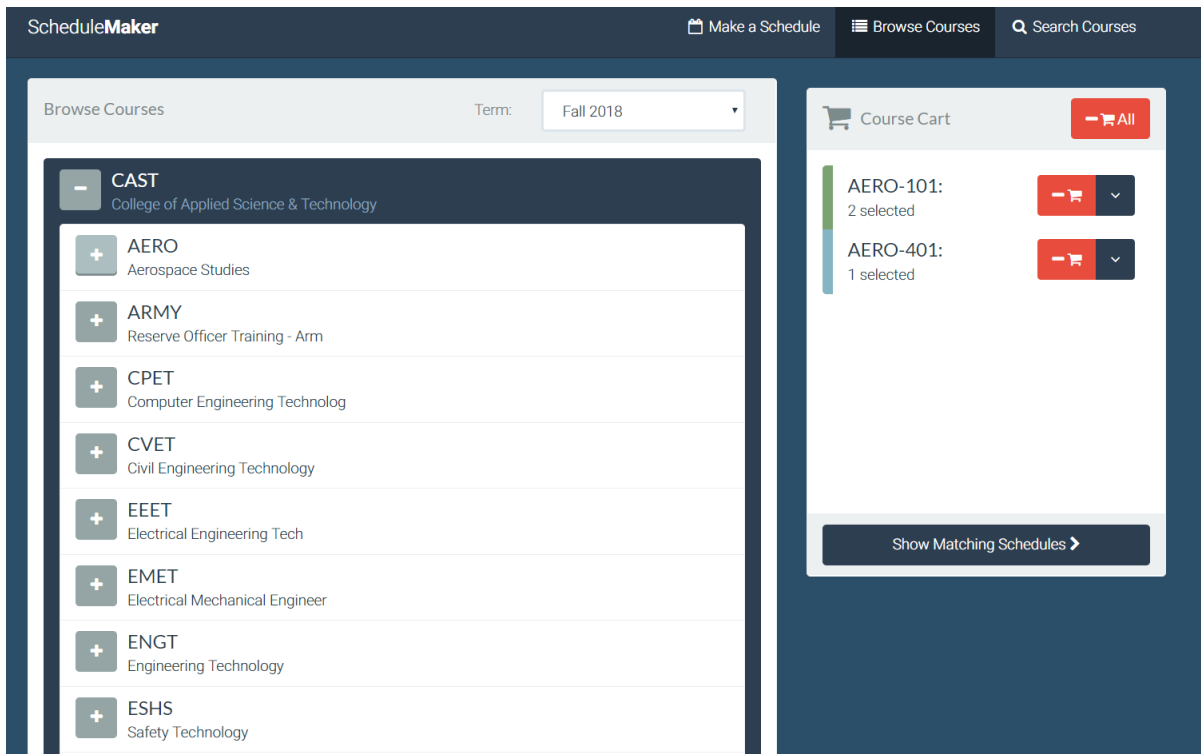 ScheduleMaker
Make a Schedule
Browse Courses
Search Courses
Browse Courses
Term:
Fall 2018
CAST
College of Applied Science & Technology
AERO
Aerospace Studies
ARMY
Reserve Officer Training - Arm
CPET
Computer Engineering Technolog
CVET
Civil Engineering Technology
EEET
Electrical Engineering Tech
EMET
Electrical Mechanical Engineer
ENGT
Engineering Technology
ESHS
Safety Technology
Course Cart
All
AERO-101:
2 selected
AERO-401:
1 selected
Show Matching Schedules